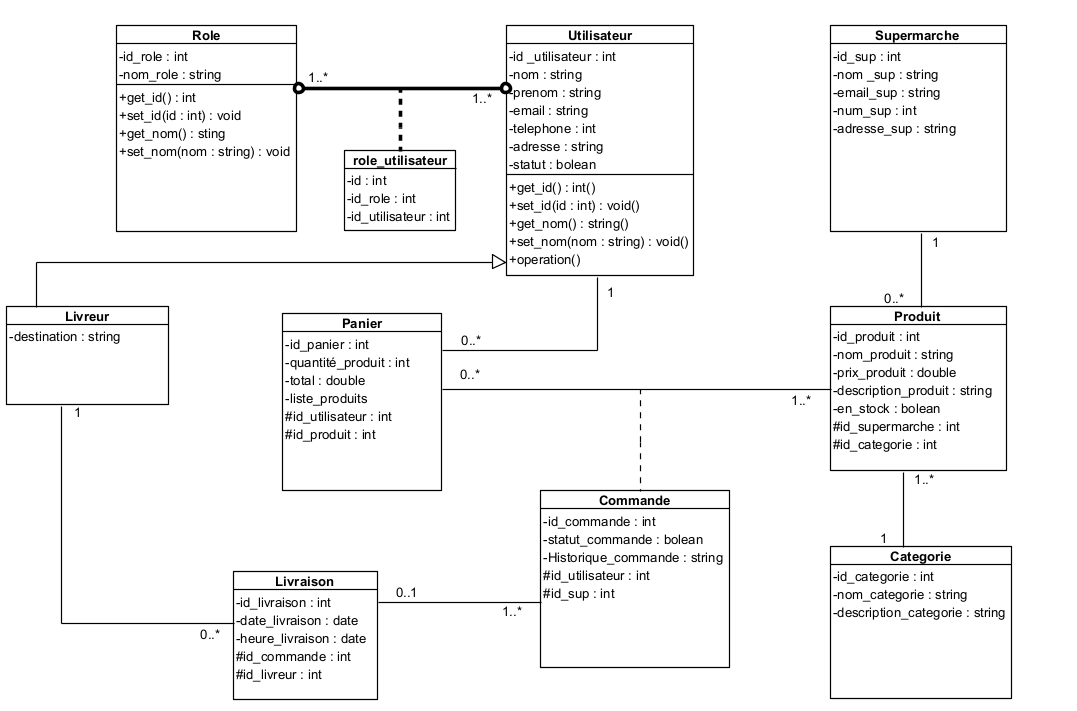 Role
-id_role : int
-nom_role : string
+get_id() : int
+set_id(id : int) : void
+get_nom() : sting
+set_nom(nom : string) : void
1..*
1..*
role_utilisateur
-id : int
-id_role : int
-id_utilisateur : int
Utilisateur
-id _utilisateur : int
-nom : string
-prenom : string
-email : string
-telephone : int
-adresse : string
-statut : bolean
+get_id() : int()
+set_id(id : int) : void()
+get_nom() : string()
+set_nom(nom : string) : void()
+operation()
Supermarche
-id_sup : int
-nom _sup : string
-email_sup : string
-num_sup : int
-adresse_sup : string
1
0..*
1
0..*
0..*
1..*
Livreur
-destination : string
1
Panier
-id_panier : int
-quantité_produit : int
-total : double
-liste_produits
#id_utilisateur : int
#id_produit : int
Produit
-id_produit : int
-nom_produit : string
-prix_produit : double
-description_produit : string
-en_stock : bolean
#id_supermarche : int
#id_categorie : int
1..*
1
Commande
-id_commande : int
-statut_commande : bolean
-Historique_commande : string
#id_utilisateur : int
#id_sup : int
Categorie
-id_categorie : int
-nom_categorie : string
-description_categorie : string
Livraison
-id_livraison : int
-date_livraison : date
-heure_livraison : date
#id_commande : int
#id_livreur : int
0..1
1..*
0..*